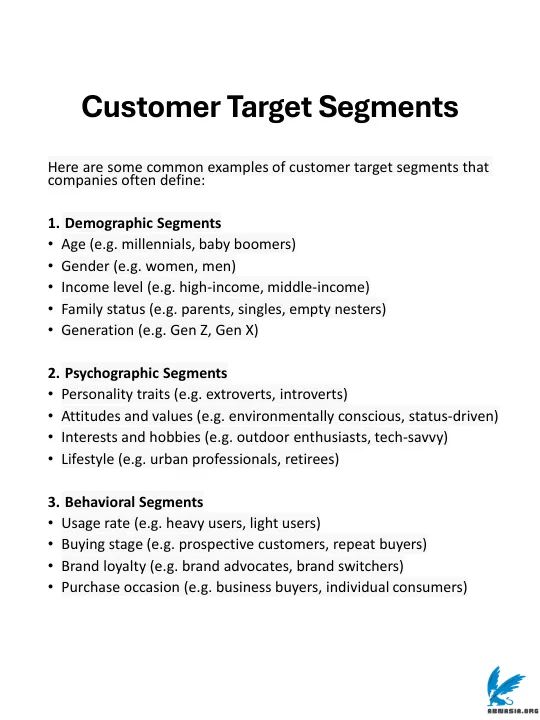 Customer Target Segments
Here are some common examples of customer target segments that
companies often define:
1. Demographic Segments
• Age (e.g. millennials, baby boomers)
• Gender (e.g. women, men)
• Income level (e.g. high-income, middle-income)
• Family status (e.g. parents, singles, empty nesters)
• Generation (e.g. Gen Z, Gen X)
2. Psychographic Segments
• Personality traits (e.g. extroverts, introverts)
• Attitudes and values (e.g. environmentally conscious, status-driven)
• Interests and hobbies (e.g. outdoor enthusiasts, tech-savvy)
• Lifestyle (e.g. urban professionals, retirees)
3. Behavioral Segments
• Usage rate (e.g. heavy users, light users)
• Buying stage (e.g. prospective customers, repeat buyers)
• Brand loyalty (e.g. brand advocates, brand switchers)
• Purchase occasion (e.g. business buyers, individual consumers)
ABWASIA.ORG